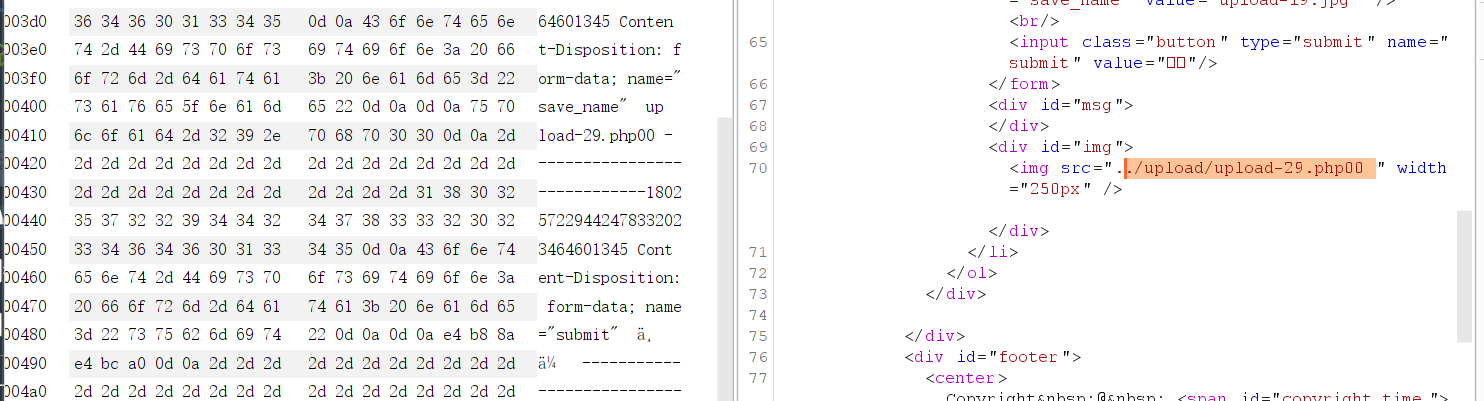 003d0 36 34 36 30 31 33 34 35 0d 0a 43 6f 6e 74 65 6e 64601345 Conten
003e0 74 2d 44 69 73 70 6f 73 69 74 69 6f 6e 3a 20 66 t-Disposition: f
003f0 6f 72 6d 2d 64 61 74 61 3b 20 6e 61 6d 65 3d 22 orm-data; name="
00400 73 61 76 65 5f 6e 61 6d 65 22 0d 0a 0d 0a 75 70 save_name" up
00410 6c 6f 61 64 2d 32 39 2e 70 68 70 30 30 0d 0a 2d load-29.php00 -
00420 2d 2d 2d 2d 2d 2d 2d 2d 2d 2d 2d 2d 2d 2d 2d 2d ----------------
00430 2d 2d 2d 2d 2d 2d 2d 2d 2d 2d 2d 2d 31 38 30 32 ------------1802
00440 35 37 32 32 39 34 34 32 34 37 38 33 33 32 30 32 5722944247833202
00450 33 34 36 34 36 30 31 33 34 35 0d 0a 43 6f 6e 74 3464601345 Cont
00460 65 6e 74 2d 44 69 73 70 6f 73 69 74 69 6f 6e 3a ent-Disposition:
00470 20 66 6f 72 6d 2d 64 61 74 61 3b 20 6e 61 6d 65 form-data; name
00480 3d 22 73 75 62 6d 69 74 22 0d 0a 0d 0a e4 b8 8a ="submit" ä¸
00490 e4 bc a0 0d 0a 2d 2d 2d 2d 2d 2d 2d 2d 2d 2d 2d ä¼ -----------
004a0 2d 2d 2d 2d 2d 2d 2d 2d 2d 2d 2d 2d 2d 2d 2d 2d ----------------
="save_name" value="upload-19.jpg" />
<br/>
65 <input class="button" type="submit" name="
submit" value="□□"/>
66 </form>
67 <div id="msg">
68 </div>
69 <div id="img">
70 <img src="../upload/upload-29.php00 " width
="250px" />
</div>
71 </li>
72 </ol>
73 </div>
74
75 </div>
76 <div id="footer">
77 <center>
Copyright&nbsp;@&nbsp;<span id="copyright_time">